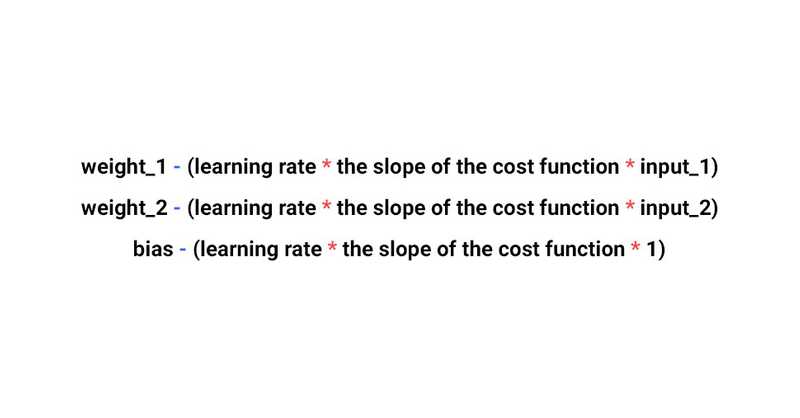 weight_1 - (learning rate * the slope of the cost function * input_1)
weight_2 - (learning rate * the slope of the cost function * input_2)
bias - (learning rate * the slope of the cost function * 1)